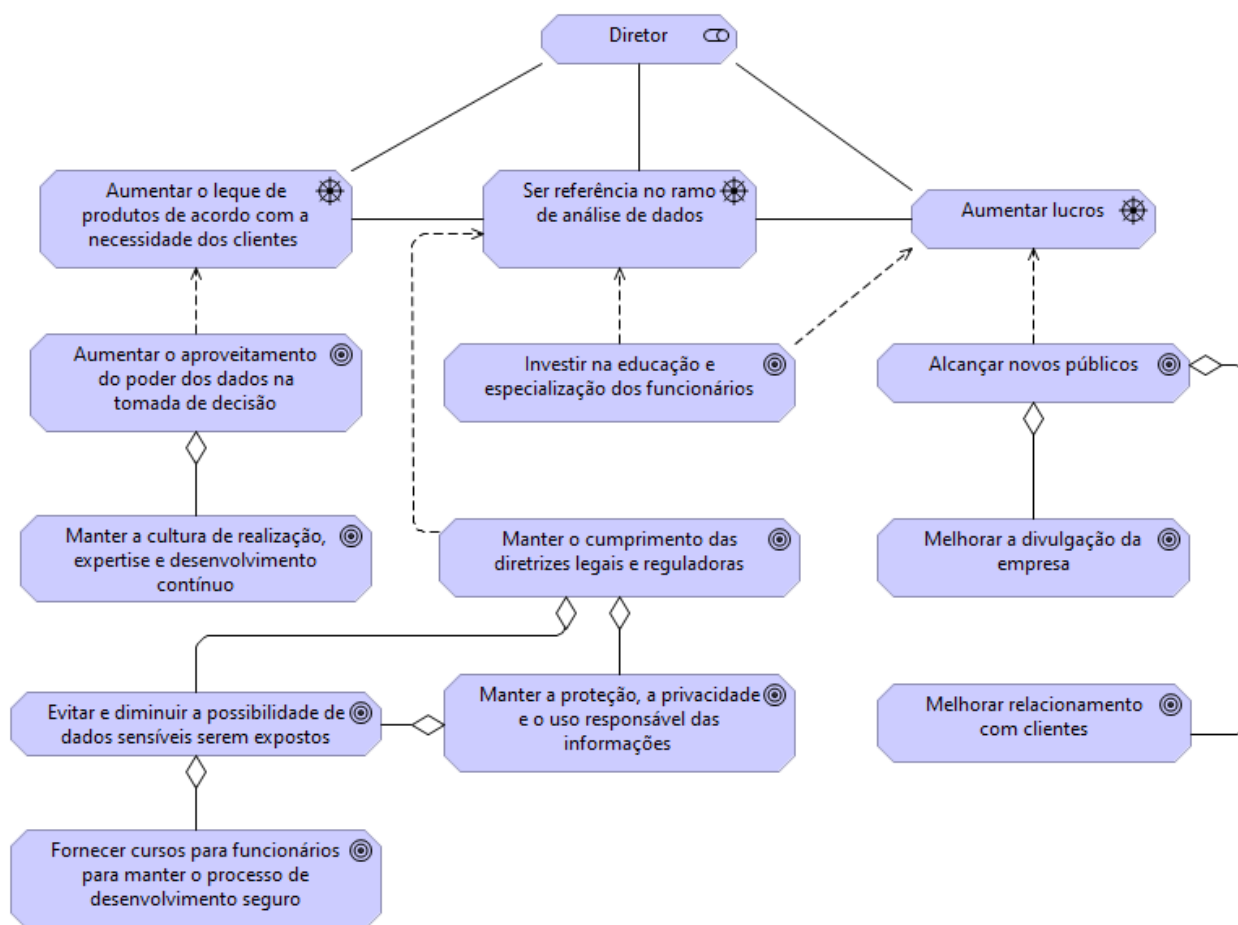 Diretor
Aumentar o leque de
produtos de acordo com a
necessidade dos clientes
Ser referência no ramo
de análise de dados
Aumentar lucros
Aumentar o aproveitamento
do poder dos dados na
tomada de decisão
Investir na educação e
especialização dos funcionários
Alcançar novos públicos
Manter a cultura de realização,
expertise e desenvolvimento
contínuo
Manter o cumprimento das
diretrizes legais e reguladoras
Melhorar a divulgação da
empresa
Evitar e diminuir a possibilidade de
dados sensíveis serem expostos
Manter a proteção, a privacidade
e o uso responsável das
informações
Melhorar relacionamento
com clientes
Fornecer cursos para funcionários
para manter o processo de
desenvolvimento seguro